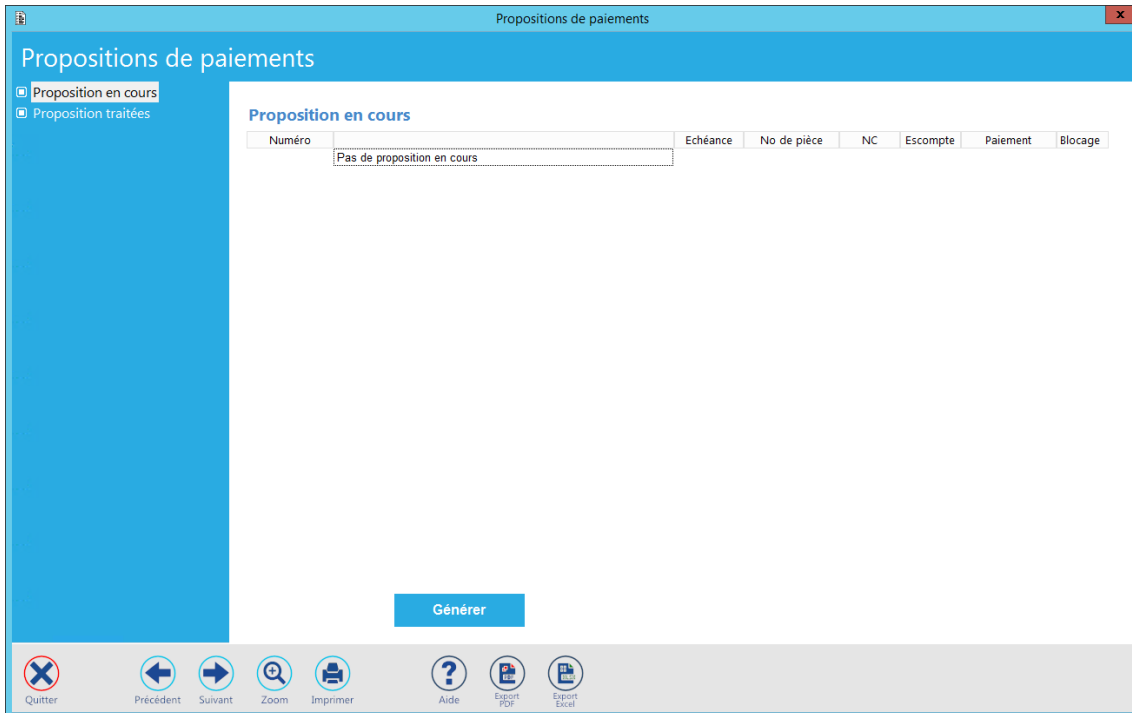 Propositions de paiements
x
Propositions de paiements
Proposition en cours
Proposition traitées
Proposition en cours
Numéro Echéance No de pièce NC Escompte Paiement Blocage
Pas de proposition en cours
Générer
?
PDF
XLSX
Quitter Précédent Suivant Zoom Imprimer Aide Export PDF Export Excel